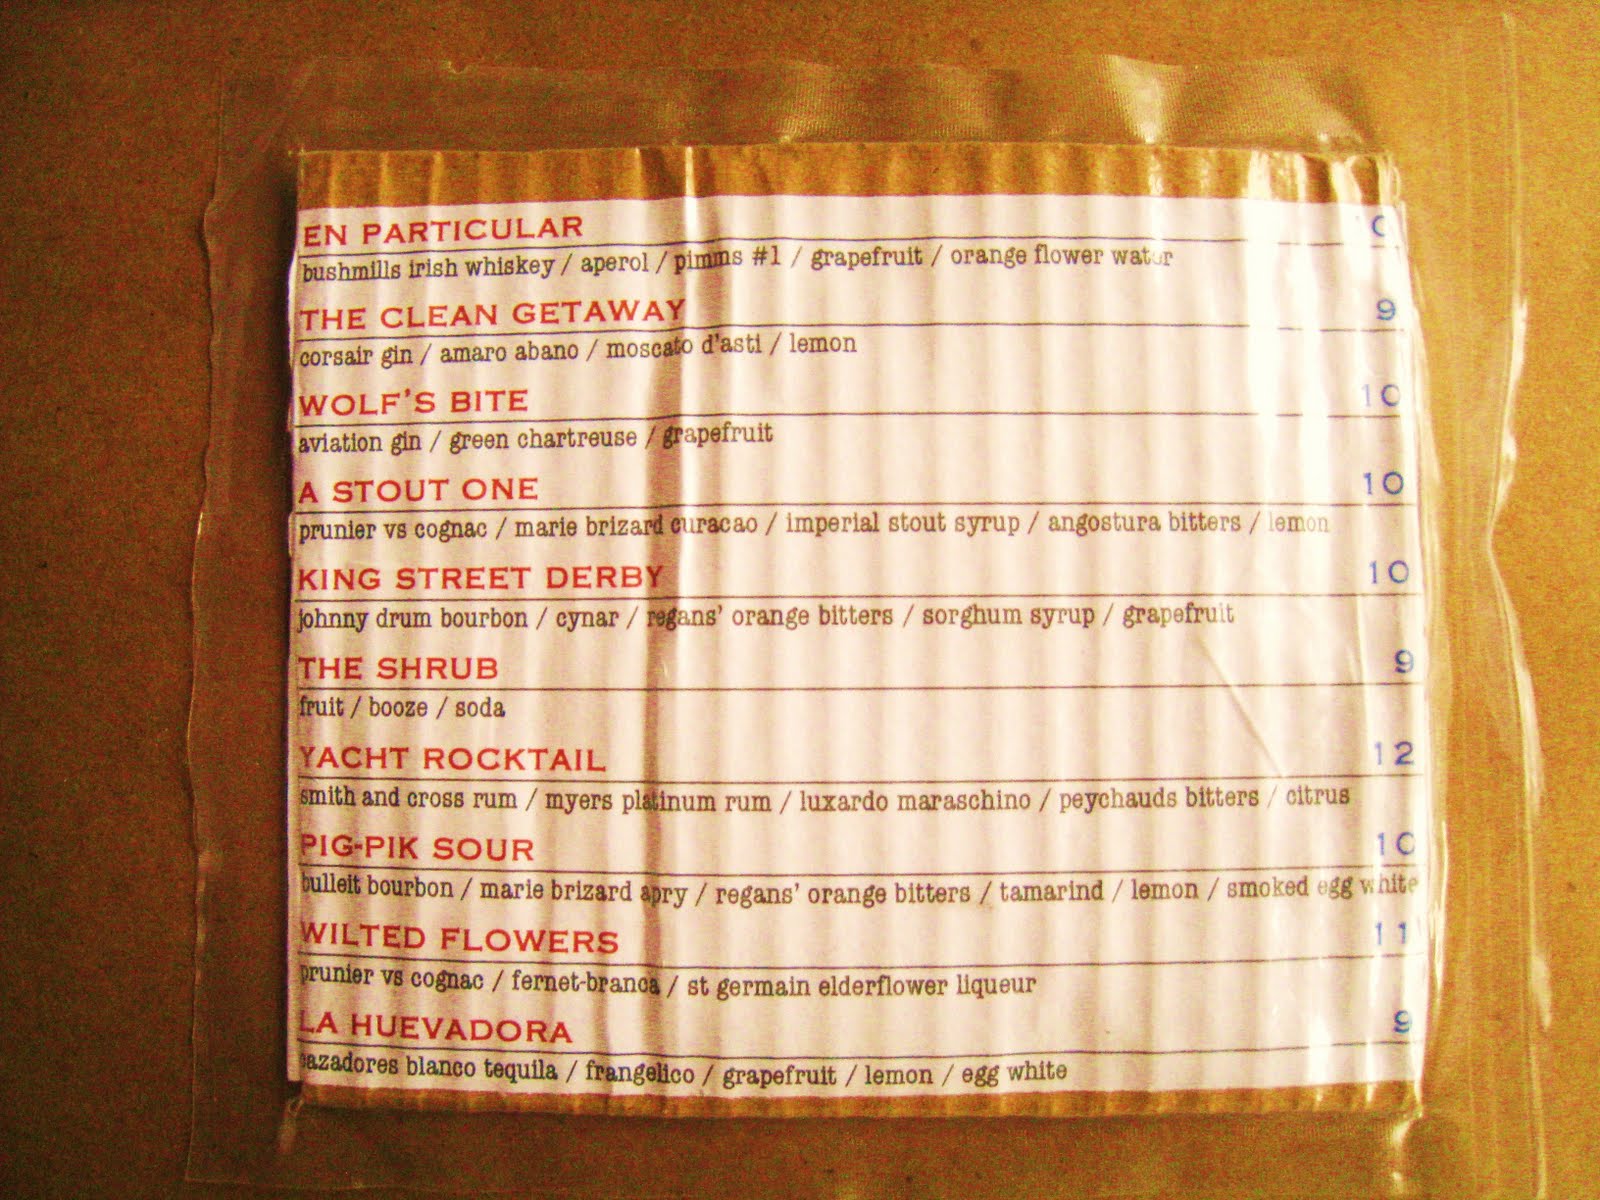 EN PARTICULAR
bushmills irish whiskey / aperol / pimms #1 / grapefruit / orange flower water
THE CLEAN GETAWAY 9
corsair gin / amaro abano / moscato d'asti / lemon
WOLF'S BITE 10
aviation gin / green chartreuse / grapefruit
A STOUT ONE 10
prunier vs cognac / marie brizard curacao / imperial stout syrup / angostura bitters / lemon
KING STREET DERBY 10
johnny drum bourbon / cynar / regans' orange bitters / sorghum syrup / grapefruit
THE SHRUB 9
fruit / booze / soda
YACHT ROCKTAIL 12
smith and cross rum / myers platinum rum / luxardo maraschino / peychauds bitters / citrus
PIG-PIK SOUR 10
bulleit bourbon / marie brizard apry / regans' orange bitters / tamarind / lemon / smoked egg white
WILTED FLOWERS 11
prunier vs cognac / fernet-branca / st germain elderflower liqueur
LA HUEVADORA 9
cazadores blanco tequila / frangelico / grapefruit / lemon / egg white